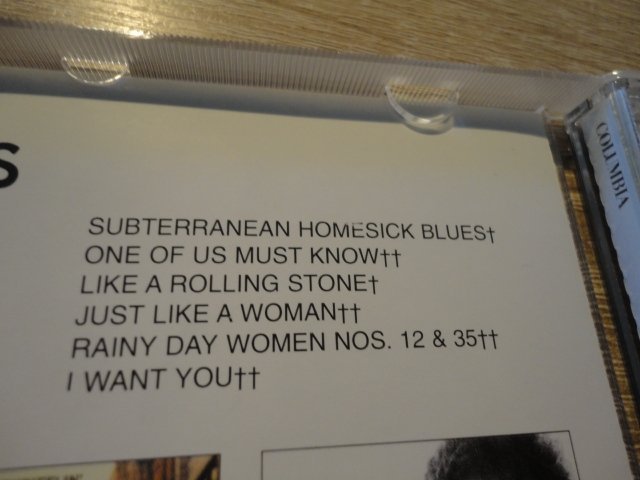 S
SUBTERRANEAN HOMESICK BLUES†
ONE OF US MUST KNOW††
LIKE A ROLLING STONE†
JUST LIKE A WOMAN††
RAINY DAY WOMEN NOS. 12 & 35††
I WANT YOU††
COLUMBIA